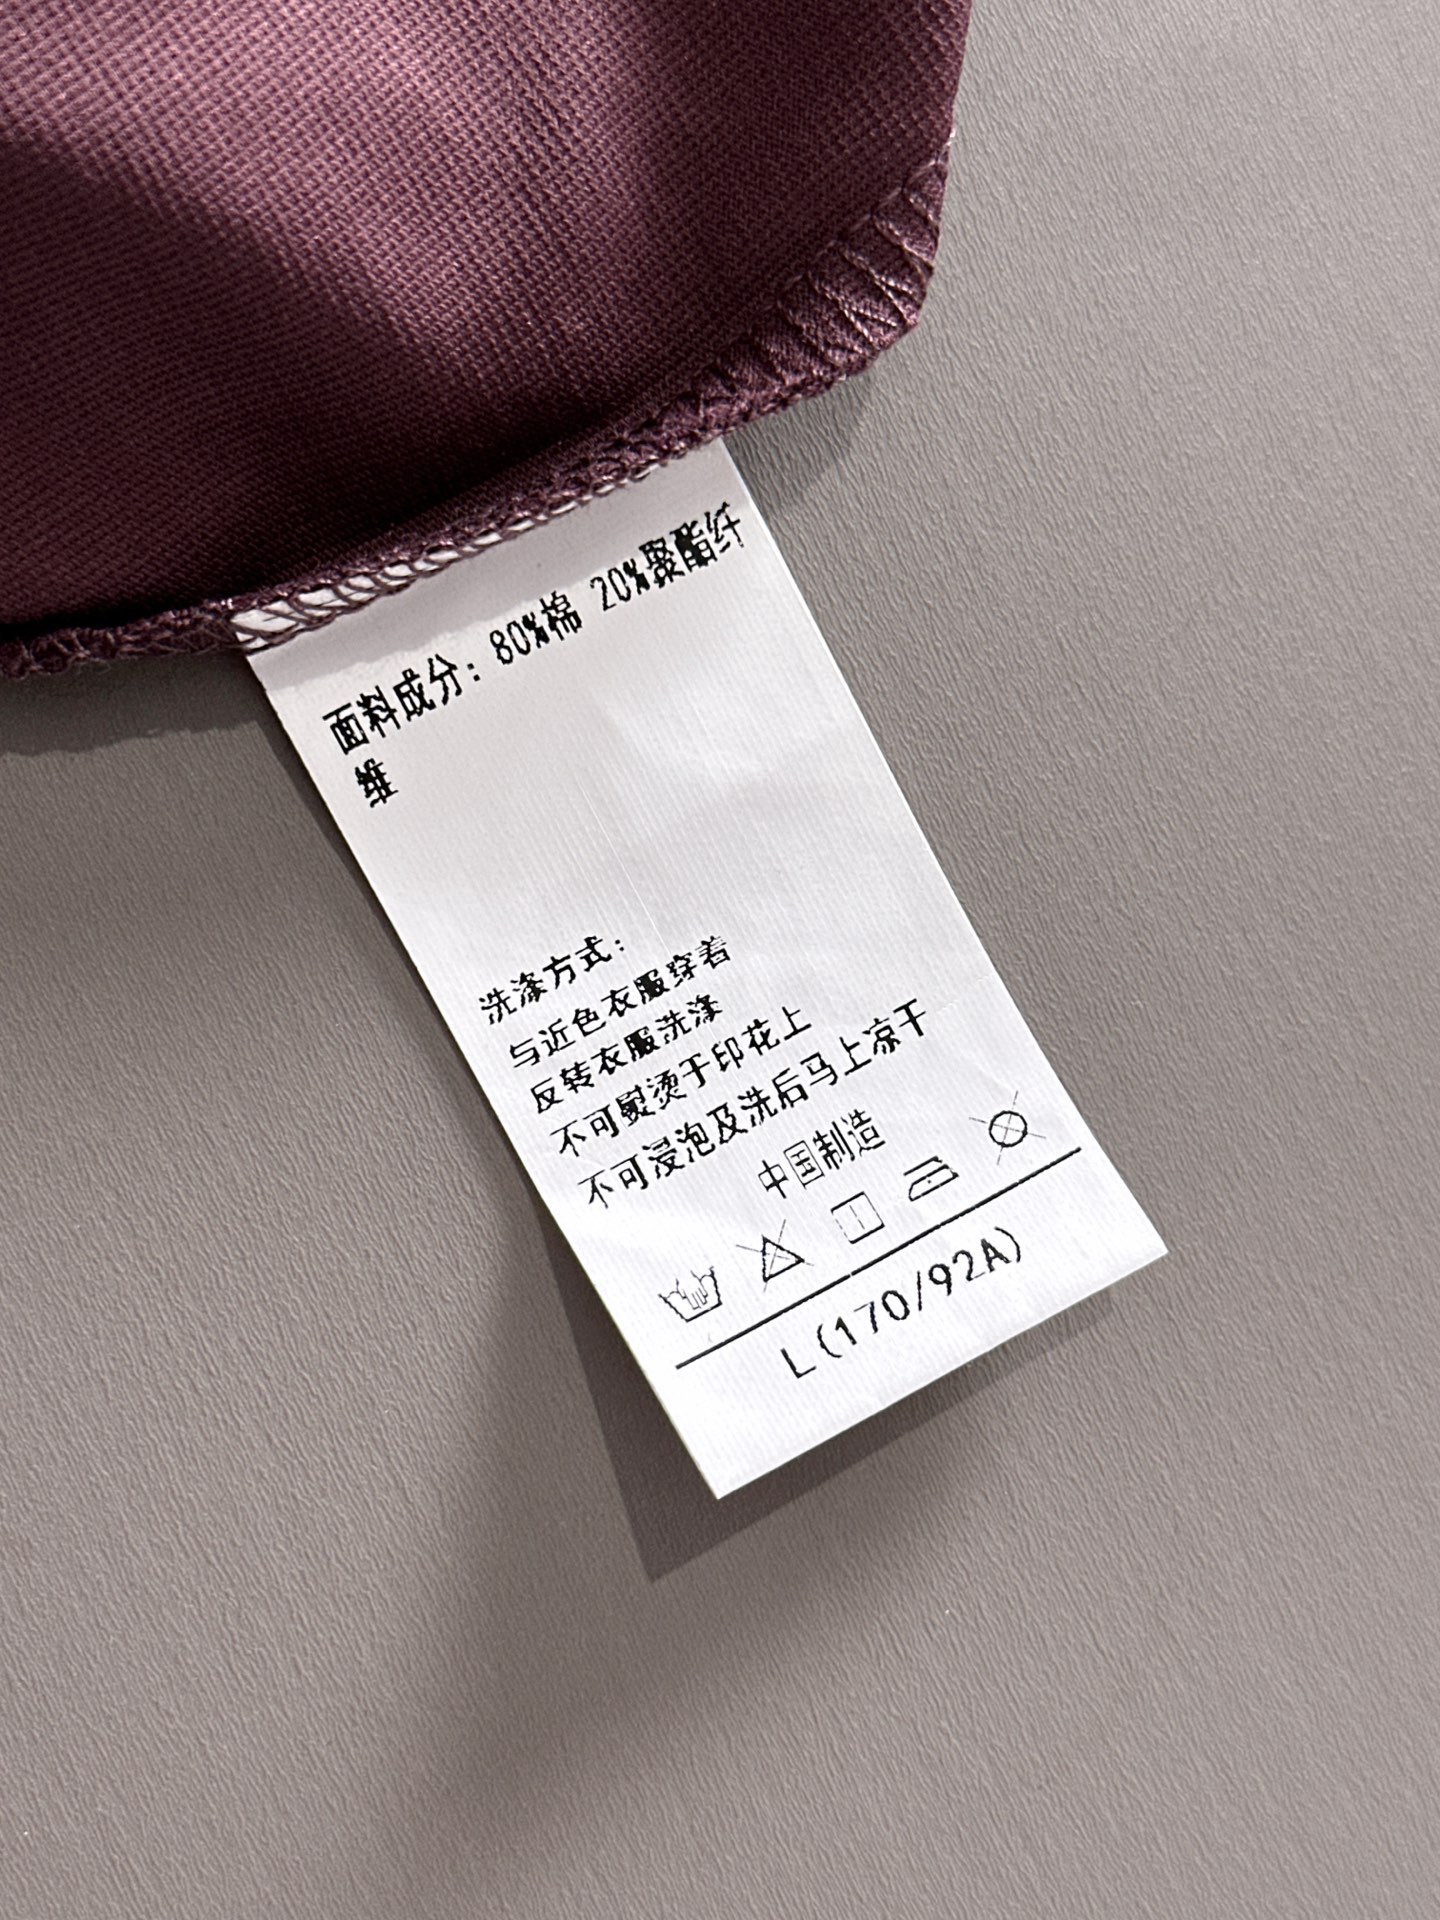 面料成分：80%棉 20%聚酯纤
维
洗涤方式：
与近色衣服穿着
反转衣服洗涤
不可熨烫于印花上
不可浸泡及洗后马上凉干
中国制造
L(170/92A)